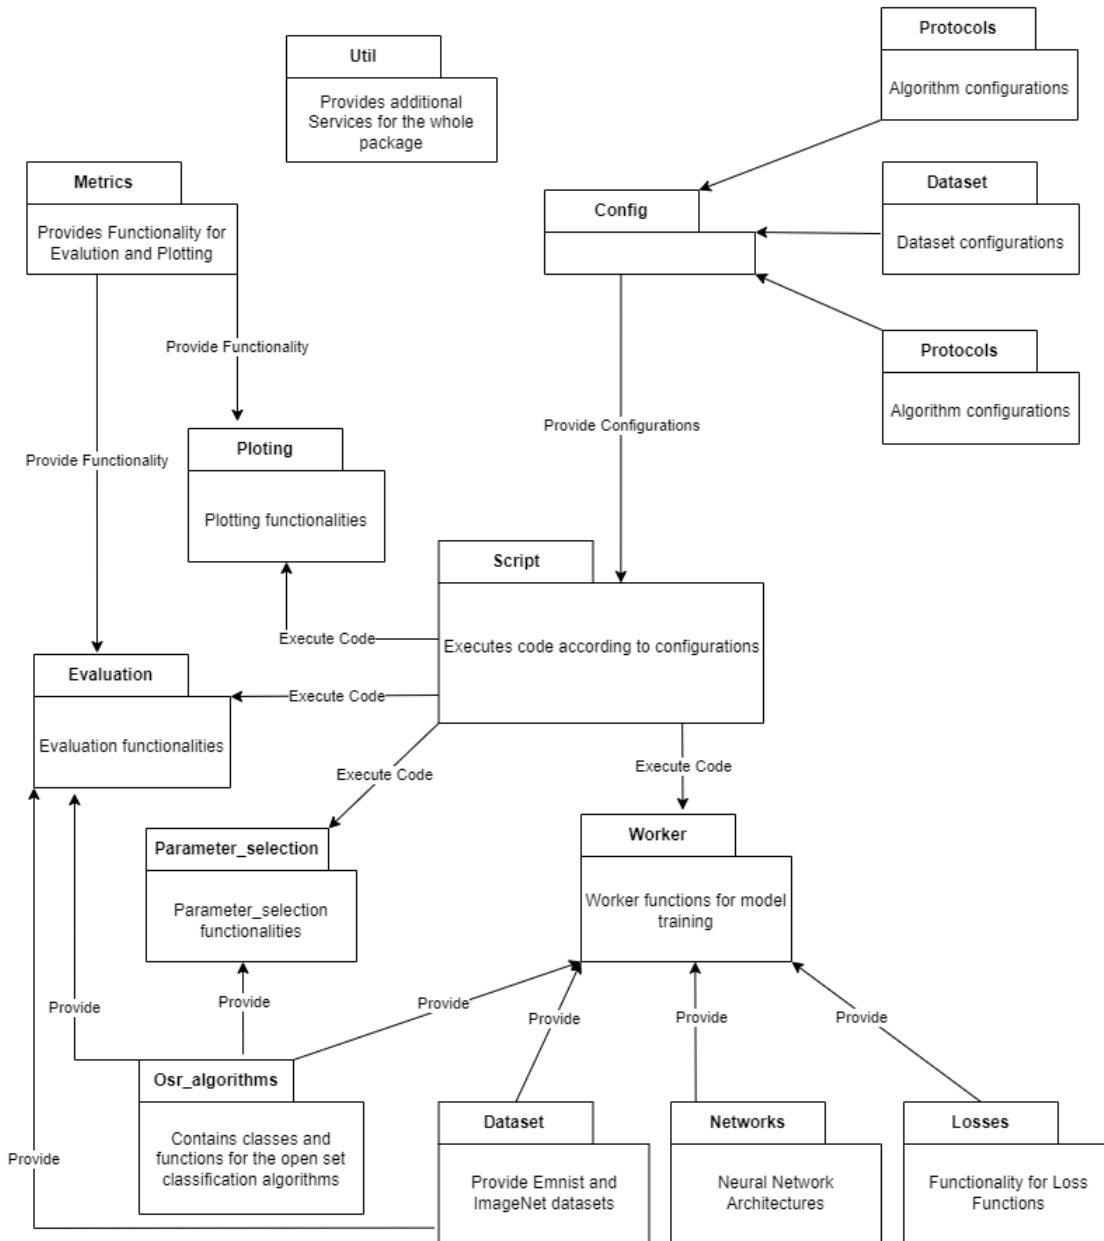 Protocols
Algorithm configurations
Util
Provides additional
Services for the whole
package
Metrics
Provides Functionality for
Evalution and Plotting
Config
Dataset
Dataset configurations
Provide Functionality
Protocols
Algorithm configurations
Provide Configurations
Ploting
Plotting functionalities
Provide Functionality
Script
Executes code according to configurations
Execute Code
Execute Code
Evaluation
Evaluation functionalities
Execute Code
Execute Code
Parameter_selection
Parameter_selection
functionalities
Worker
Worker functions for model
training
Provide
Provide
Provide
Provide
Provide
Provide
Osr_algorithms
Contains classes and
functions for the open set
classification algorithms
Provide
Dataset
Provide Emnist and
ImageNet datasets
Networks
Neural Network
Architectures
Losses
Functionality for Loss
Functions